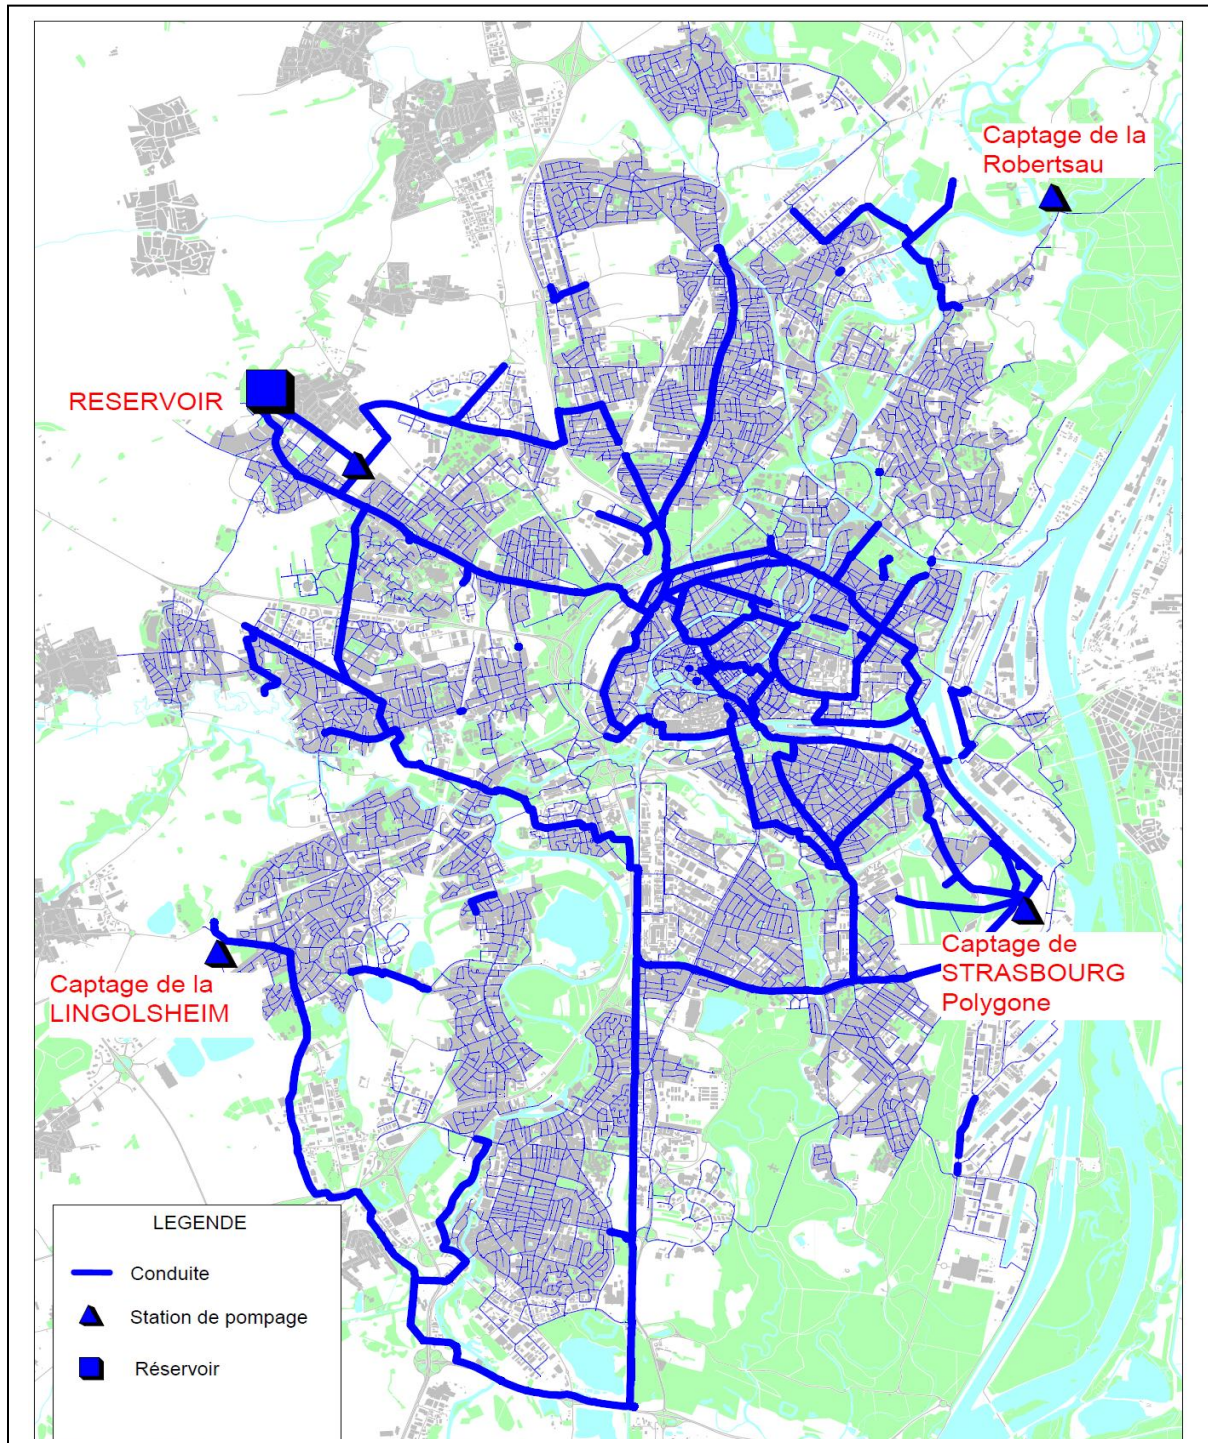 Captage de la
Robertsau
RESERVOIR
Captage de la
LINGOLSHEIM
Captage de
STRASBOURG
Polygone
LEGENDE
Conduite
Station de pompage
Réservoir